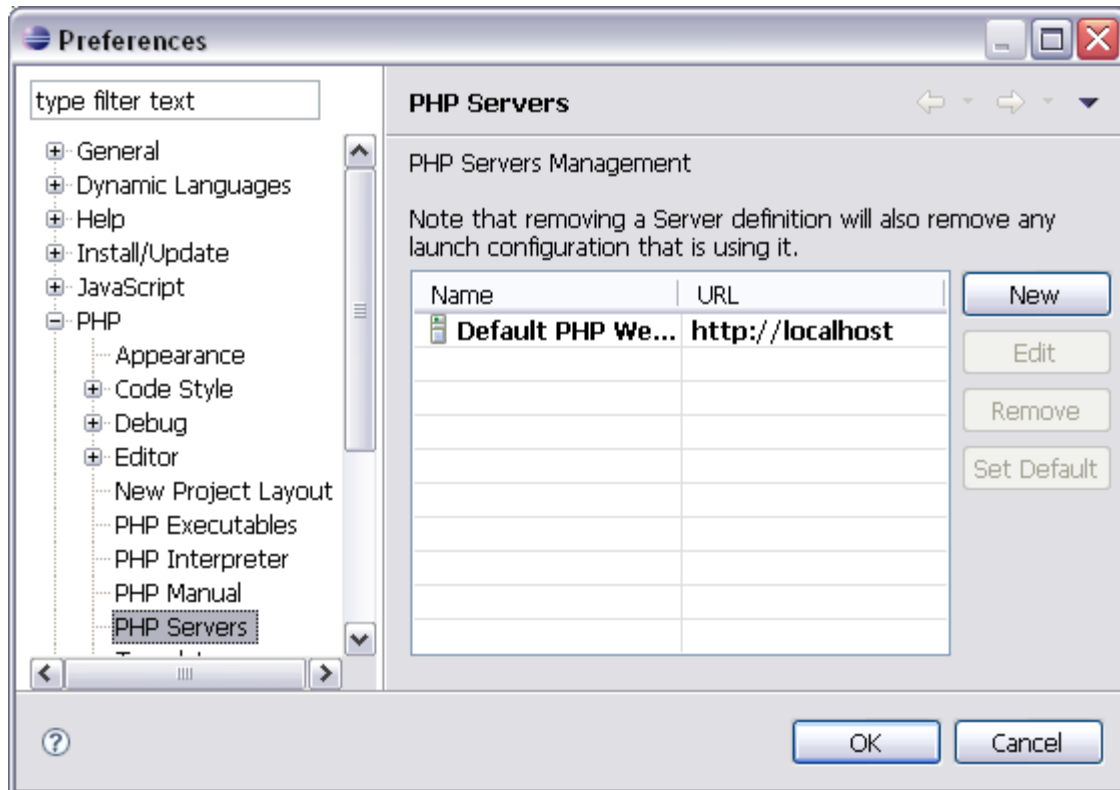 Preferences
type filter text
General
Dynamic Languages
Help
Install/Update
JavaScript
PHP
Appearance
Code Style
Debug
Editor
New Project Layout
PHP Executables
PHP Interpreter
PHP Manual
PHP Servers
PHP Servers
PHP Servers Management
Note that removing a Server definition will also remove any
launch configuration that is using it.
Name URL
Default PHP We... http://localhost
New
Edit
Remove
Set Default
OK Cancel